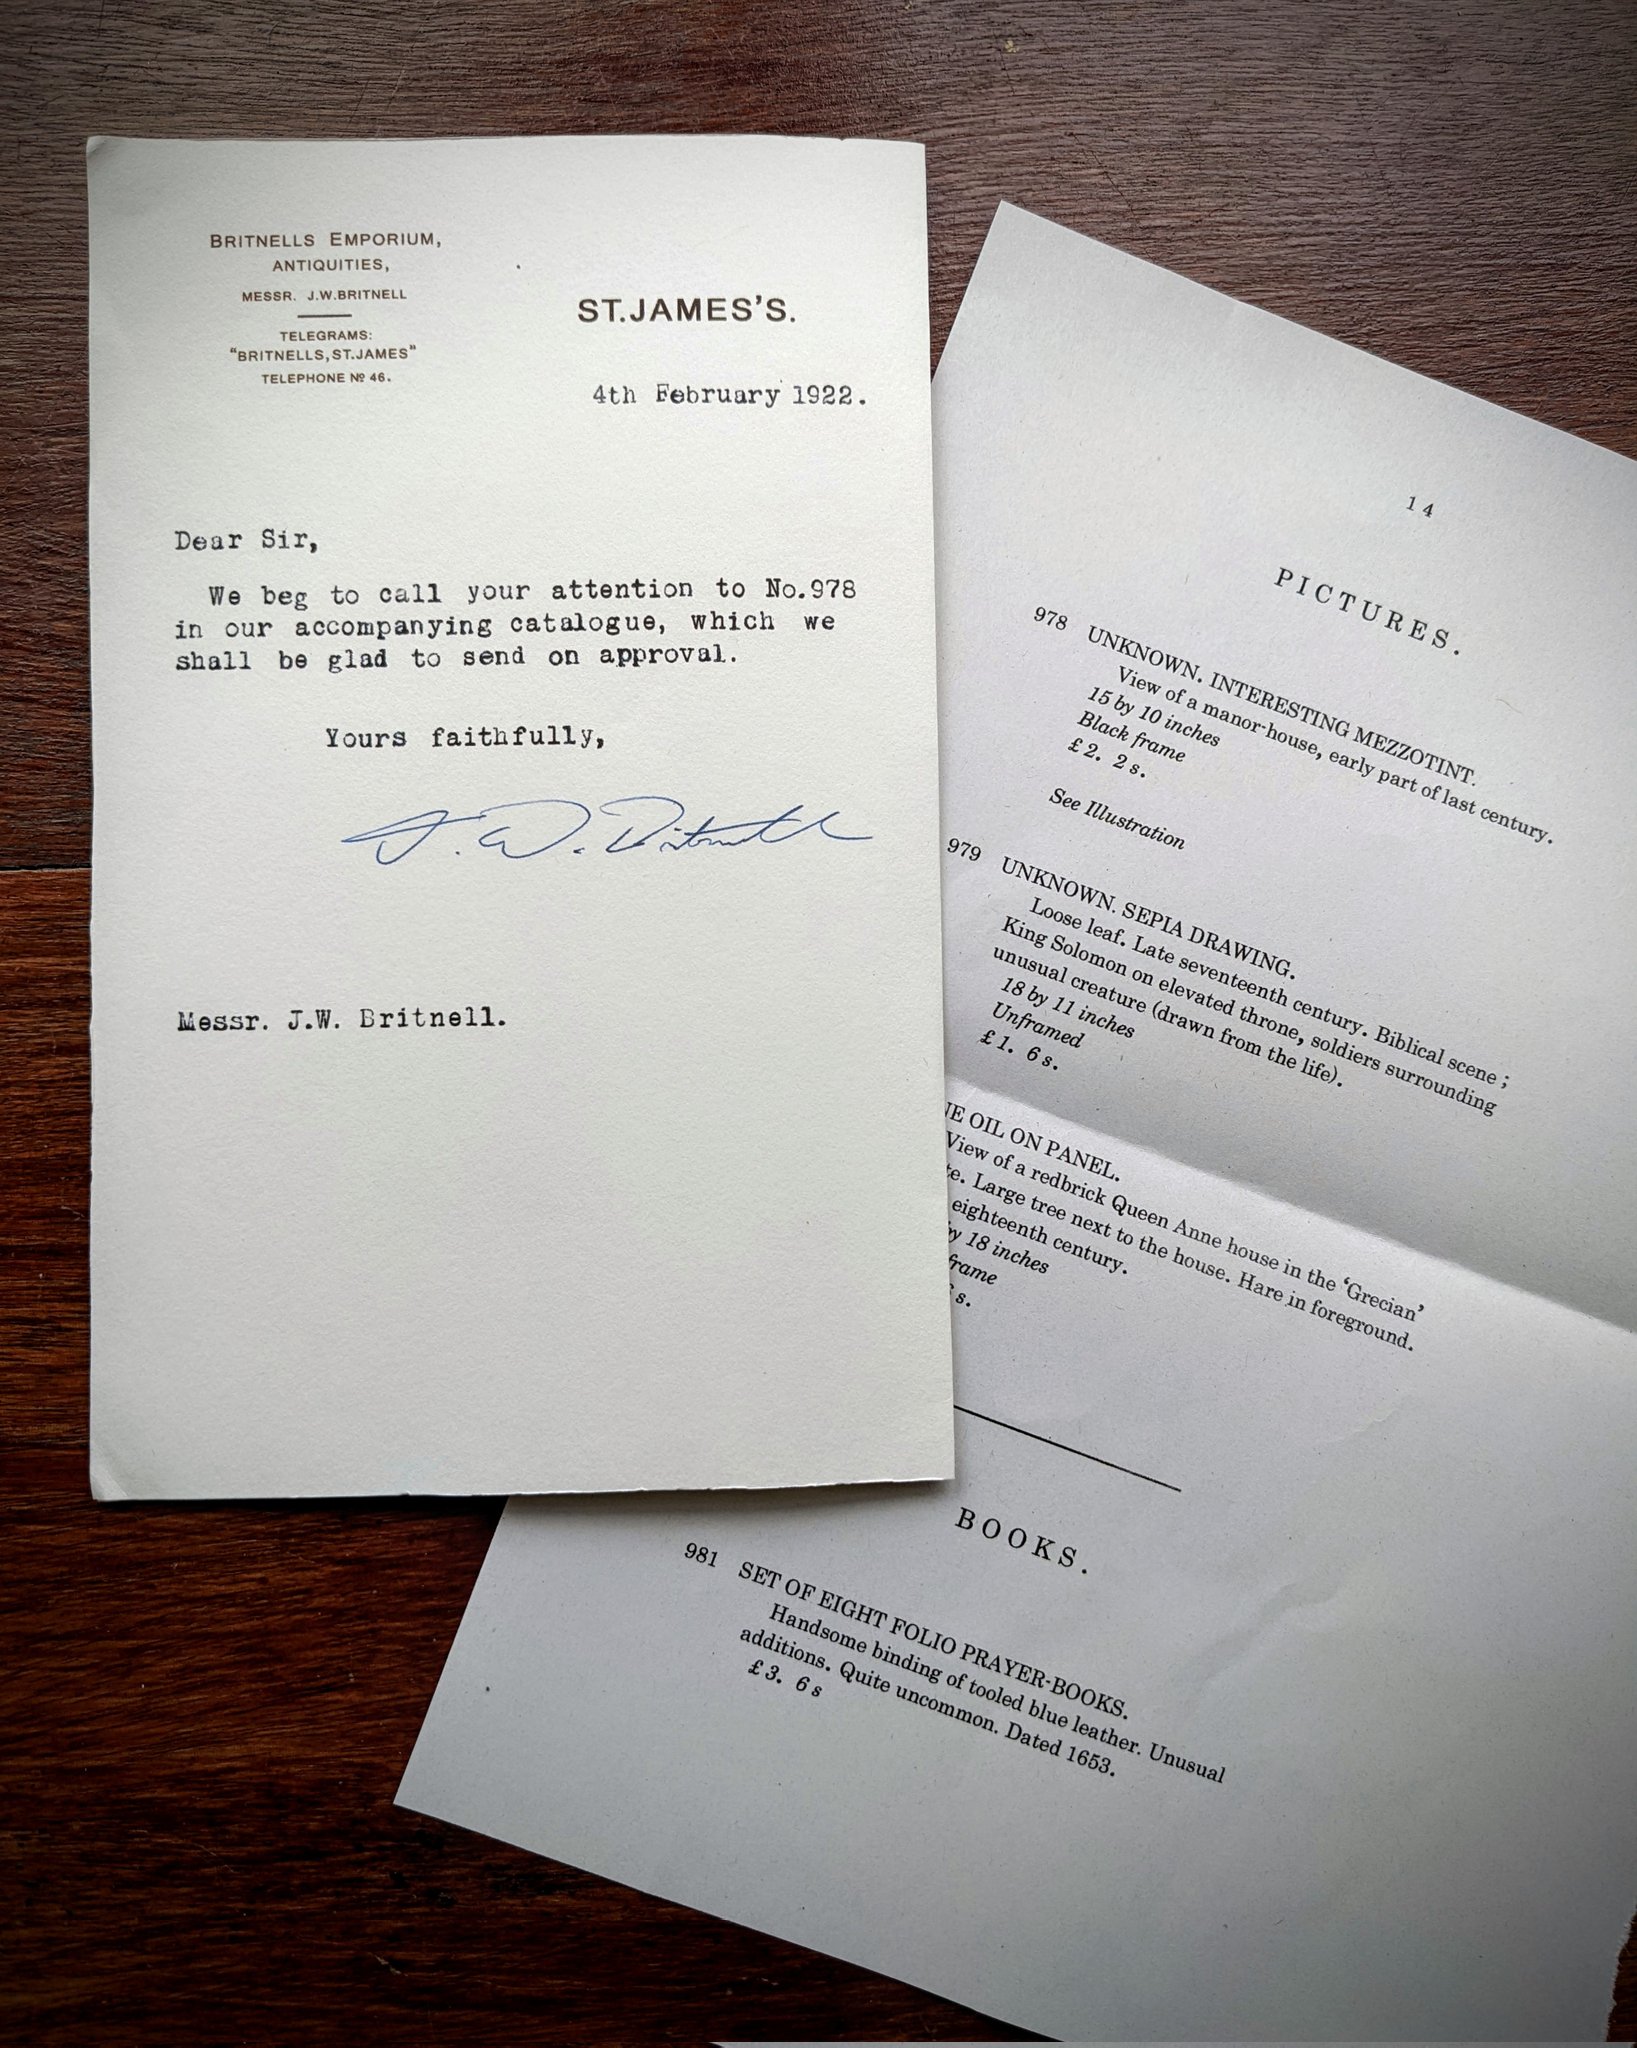 BRITNELLS EMPORIUM,
ANTIQUITIES,
MESSR. J.W.BRITNELL
TELEGRAMS:
"BRITNELLS, ST.JAMES"
TELEPHONE Nº 46.
ST.JAMES'S.
4th February 1922.
Dear Sir,
We beg to call your attention to No.978
in our accompanying catalogue, which we
shall be glad to send on approval.
Yours faithfully,
J. W. Britnell
Messr. J.W. Britnell.
14
PICTURES.
978 UNKNOWN. INTERESTING MEZZOTINT.
View of a manor-house, early part of last century.
15 by 10 inches
Black frame
£2. 2s.
See Illustration
979 UNKNOWN. SEPIA DRAWING.
Loose leaf. Late seventeenth century. Biblical scene;
King Solomon on elevated throne, soldiers surrounding
unusual creature (drawn from the life).
18 by 11 inches
Unframed
£1. 6s.
OIL ON PANEL.
View of a redbrick Queen Anne house in the 'Grecian'
Large tree next to the house. Hare in foreground.
eighteenth century.
by 18 inches
frame
s.
BOOKS.
981 SET OF EIGHT FOLIO PRAYER-BOOKS.
Handsome binding of tooled blue leather. Unusual
additions. Quite uncommon. Dated 1653.
£3. 6s